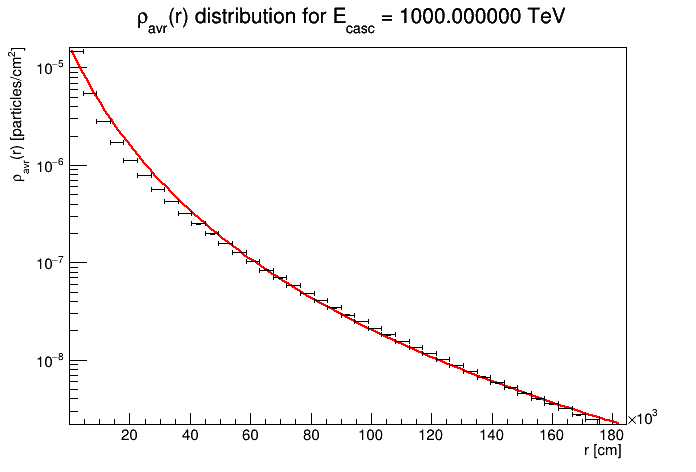 ρavr(r) distribution for Ecasc = 1000.000000 TeV
ρavr(r) [particles/cm²]
10⁻⁵
10⁻⁶
10⁻⁷
10⁻⁸
20 40 60 80 100 120 140 160 180
×10³
r [cm]